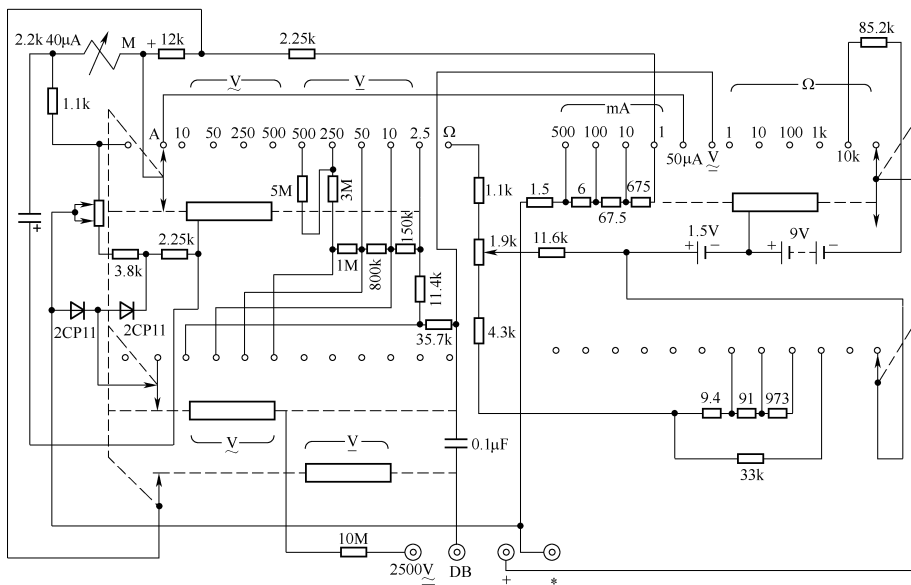 2.2k 40μA M + 12k 2.25k 85.2k
V V Ω
~ —
1.1k A 10 50 250 500 500 250 50 10 2.5 Ω
mA
500 100 10 1 50μA V 1 10 100 1k 10k
5M 3M 1.1k 1.5 6 67.5 675
150k
+ 3.8k 2.25k 1M 800k 1.9k 11.6k + 1.5V − + 9V −
11.4k
2CP11 2CP11 35.7k 4.3k
9.4 91 973
V V 0.1μF
~ —
33k
10M 2500V DB + *